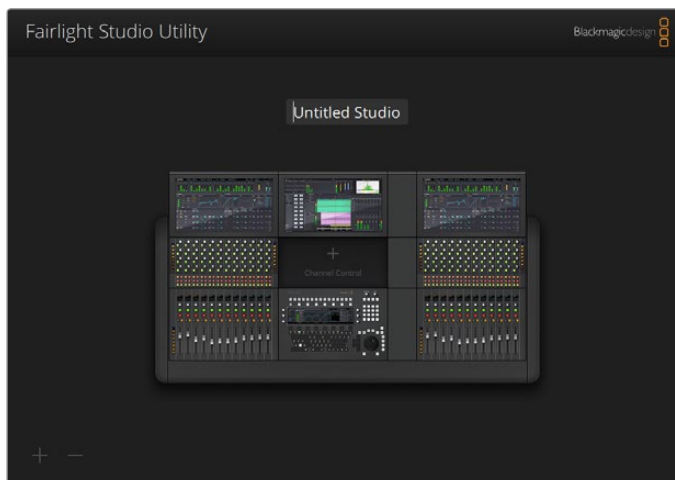 Fairlight Studio Utility
Blackmagicdesign
Untitled Studio
Channel Control